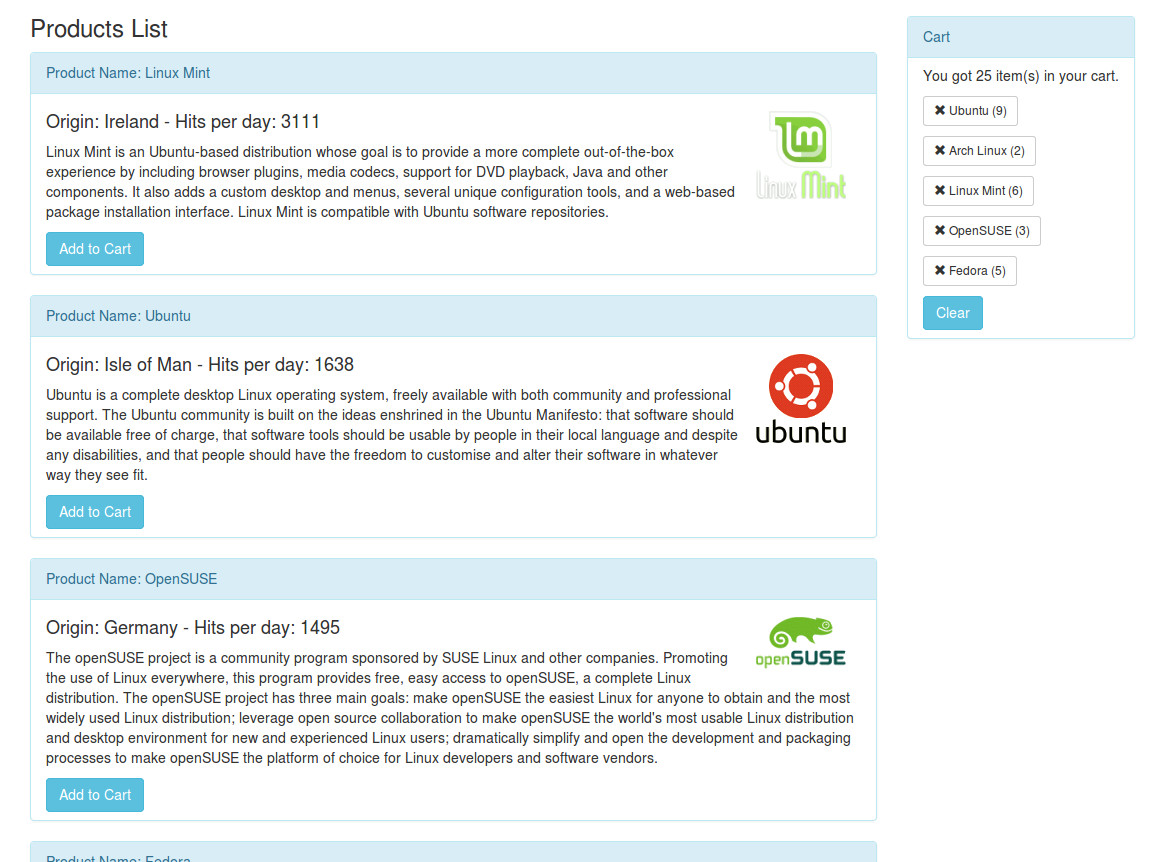 Products List
Product Name: Linux Mint
Origin: Ireland - Hits per day: 3111
Linux Mint is an Ubuntu-based distribution whose goal is to provide a more complete out-of-the-box
experience by including browser plugins, media codecs, support for DVD playback, Java and other
components. It also adds a custom desktop and menus, several unique configuration tools, and a web-based
package installation interface. Linux Mint is compatible with Ubuntu software repositories.
Linux Mint
Add to Cart
Product Name: Ubuntu
Origin: Isle of Man - Hits per day: 1638
Ubuntu is a complete desktop Linux operating system, freely available with both community and professional
support. The Ubuntu community is built on the ideas enshrined in the Ubuntu Manifesto: that software should
be available free of charge, that software tools should be usable by people in their local language and despite
any disabilities, and that people should have the freedom to customise and alter their software in whatever
way they see fit.
ubuntu
Add to Cart
Product Name: OpenSUSE
Origin: Germany - Hits per day: 1495
The openSUSE project is a community program sponsored by SUSE Linux and other companies. Promoting
the use of Linux everywhere, this program provides free, easy access to openSUSE, a complete Linux
distribution. The openSUSE project has three main goals: make openSUSE the easiest Linux for anyone to obtain and the most
widely used Linux distribution; leverage open source collaboration to make openSUSE the world's most usable Linux distribution
and desktop environment for new and experienced Linux users; dramatically simplify and open the development and packaging
processes to make openSUSE the platform of choice for Linux developers and software vendors.
openSUSE
Add to Cart
Product Name: Fedora
Cart
You got 25 item(s) in your cart.
✖ Ubuntu (9)
✖ Arch Linux (2)
✖ Linux Mint (6)
✖ OpenSUSE (3)
✖ Fedora (5)
Clear